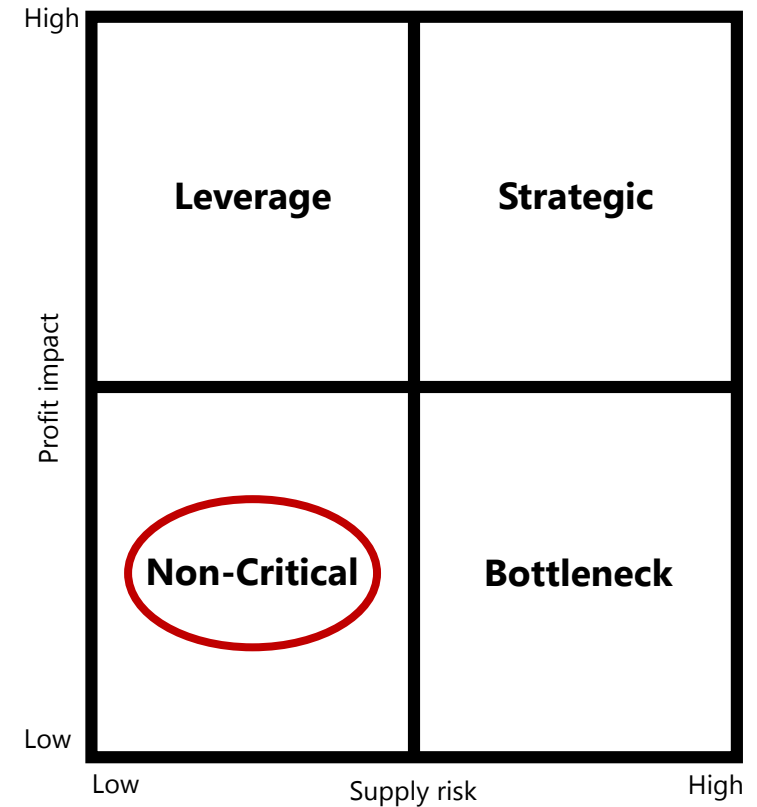 High
Leverage
Strategic
Profit impact
Non-Critical
Bottleneck
Low
Low
Supply risk
High